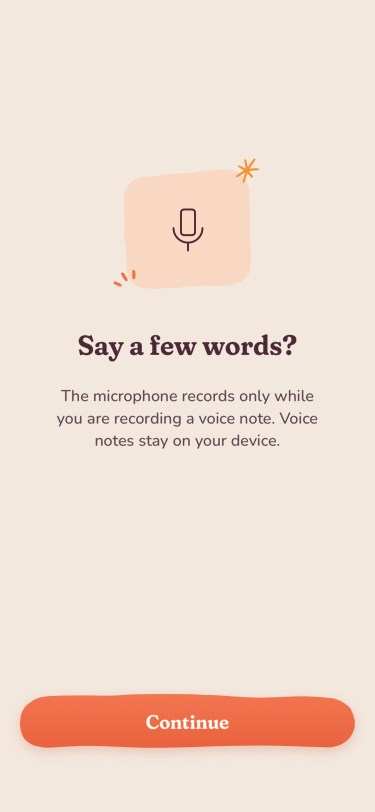 Say a few words?
The microphone records only while
you are recording a voice note. Voice
notes stay on your device.
Continue